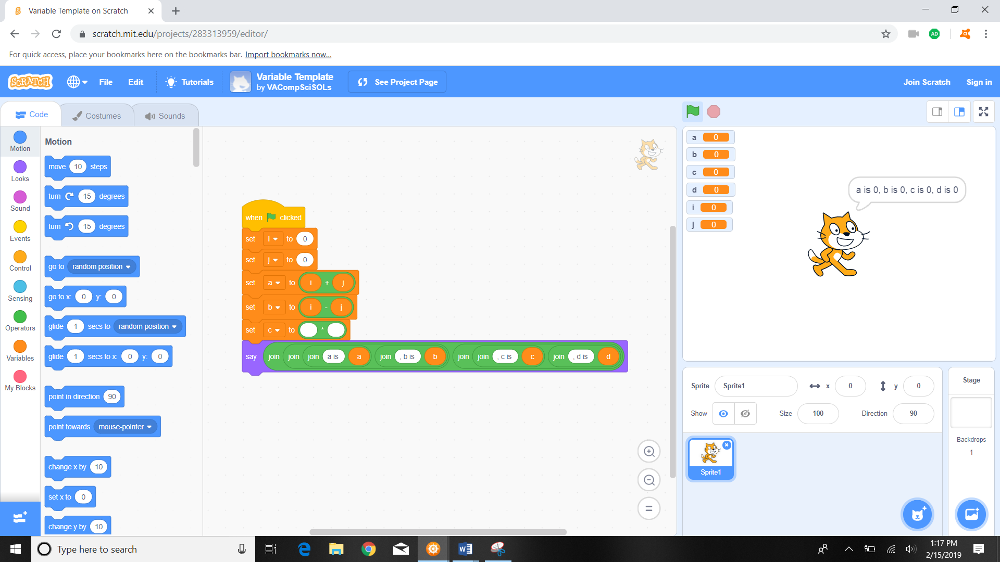 Variable Template on Scratch
scratch.mit.edu/projects/283313959/editor/
AD
a
For quick access, place your bookmarks here on the bookmarks bar. Import bookmarks now...
SCRATCH
File
Edit
Tutorials
Variable Template
by VACompSciSOLs
See Project Page
Join Scratch
Sign in
Code
Costumes
Sounds
Motion
Looks
Sound
Events
Control
Sensing
Operators
Variables
My Blocks
Motion
move 10 steps
turn 15 degrees
turn 15 degrees
go to random position
go to x: 0 y: 0
glide 1 secs to random position
glide 1 secs to x: 0 y: 0
point in direction 90
point towards mouse-pointer
change x by 10
set x to 0
change y by 10
when clicked
set i to 0
set j to 0
set a to i + j
set b to i - j
set c to *
say join join join a is a join , b is b join join , c is c join , d is d
a 0
b 0
c 0
d 0
i 0
j 0
a is 0, b is 0, c is 0, d is 0
Sprite Sprite1 x 0 y 0
Show Size 100 Direction 90
Sprite1
Stage
Backdrops
1
Type here to search
W
1:17 PM
2/15/2019